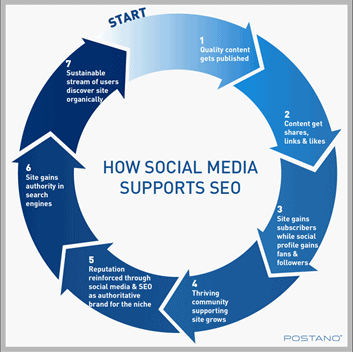 START
1
Quality content
gets published
2
Content get
shares,
links & likes
3
Site gains
subscribers
while social
profile gains
fans &
followers
4
Thriving
community
supporting
site grows
5
Reputation
reinforced through
social media & SEO
as authoritative
brand for the niche
6
Site gains
authority in
search
engines
7
Sustainable
stream of users
discover site
organically
HOW SOCIAL MEDIA
SUPPORTS SEO
POSTANO